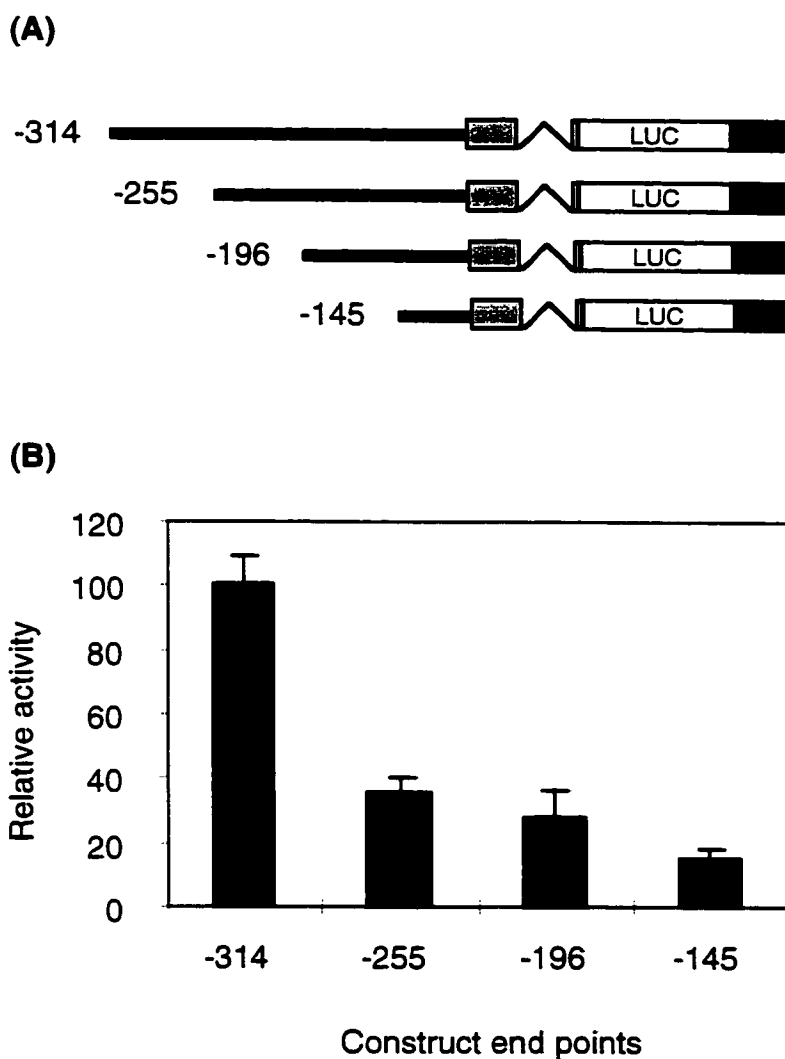 (A)
-314 LUC
-255 LUC
-196 LUC
-145 LUC
(B)
120
100
80
60
40
20
0
Relative activity
-314 -255 -196 -145
Construct end points